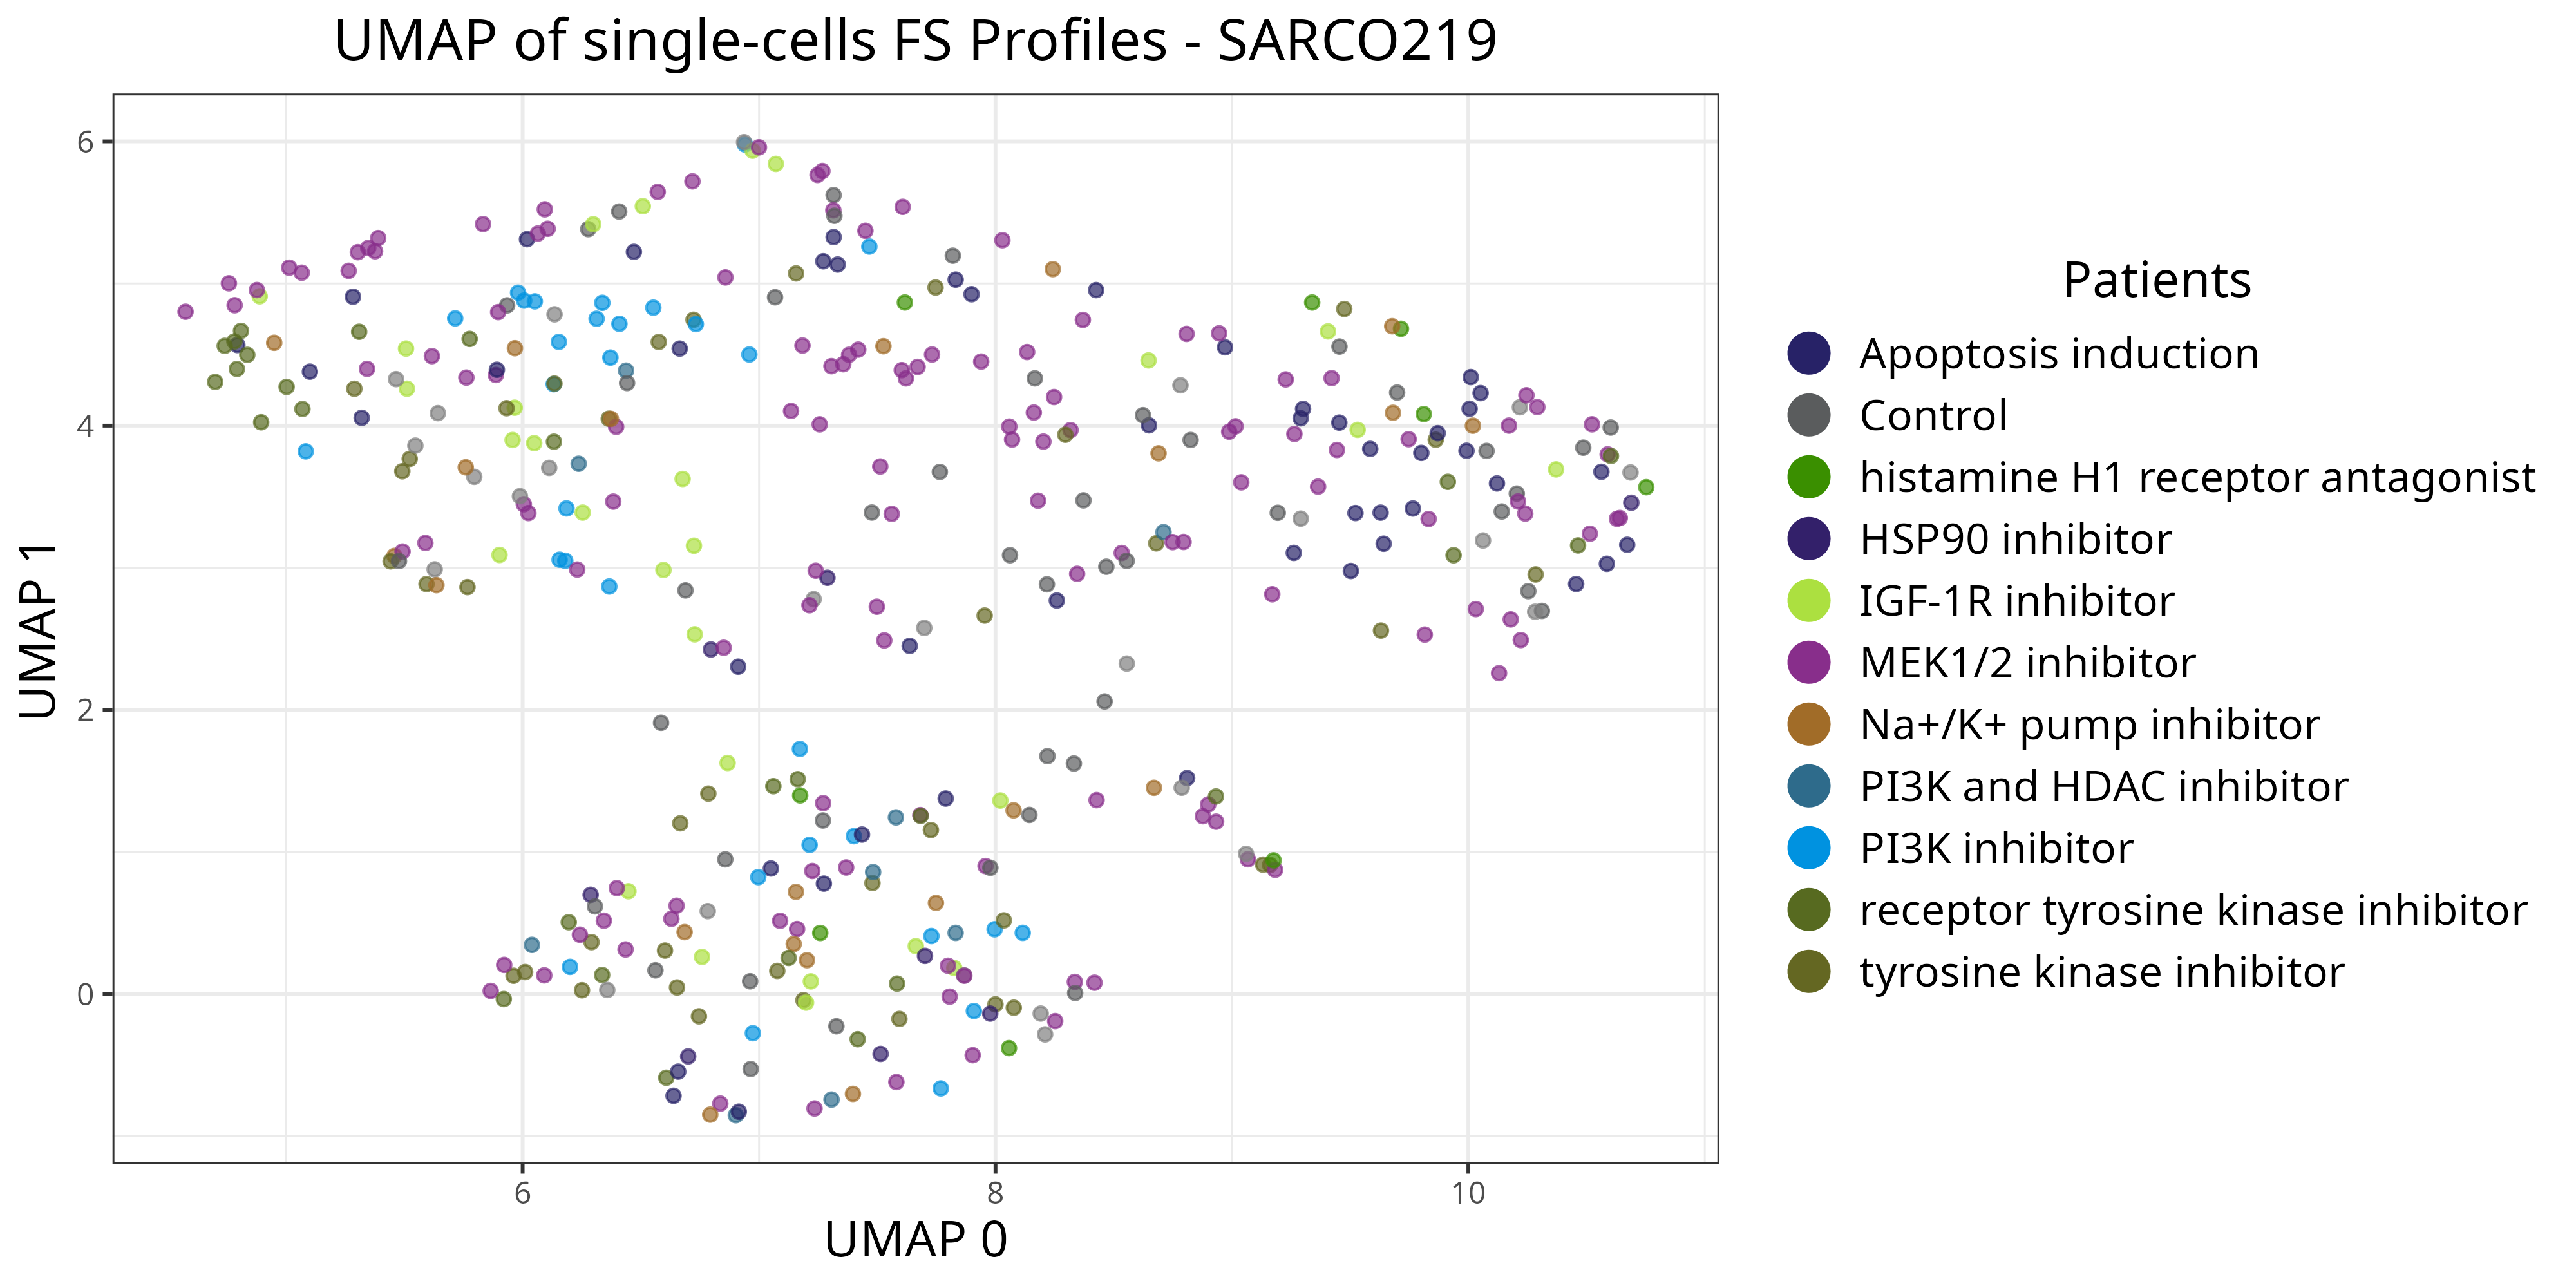 UMAP of single-cells FS Profiles - SARCO219
6
4
2
0
UMAP 1
6 8 10
UMAP 0
Patients
Apoptosis induction
Control
histamine H1 receptor antagonist
HSP90 inhibitor
IGF-1R inhibitor
MEK1/2 inhibitor
Na+/K+ pump inhibitor
PI3K and HDAC inhibitor
PI3K inhibitor
receptor tyrosine kinase inhibitor
tyrosine kinase inhibitor